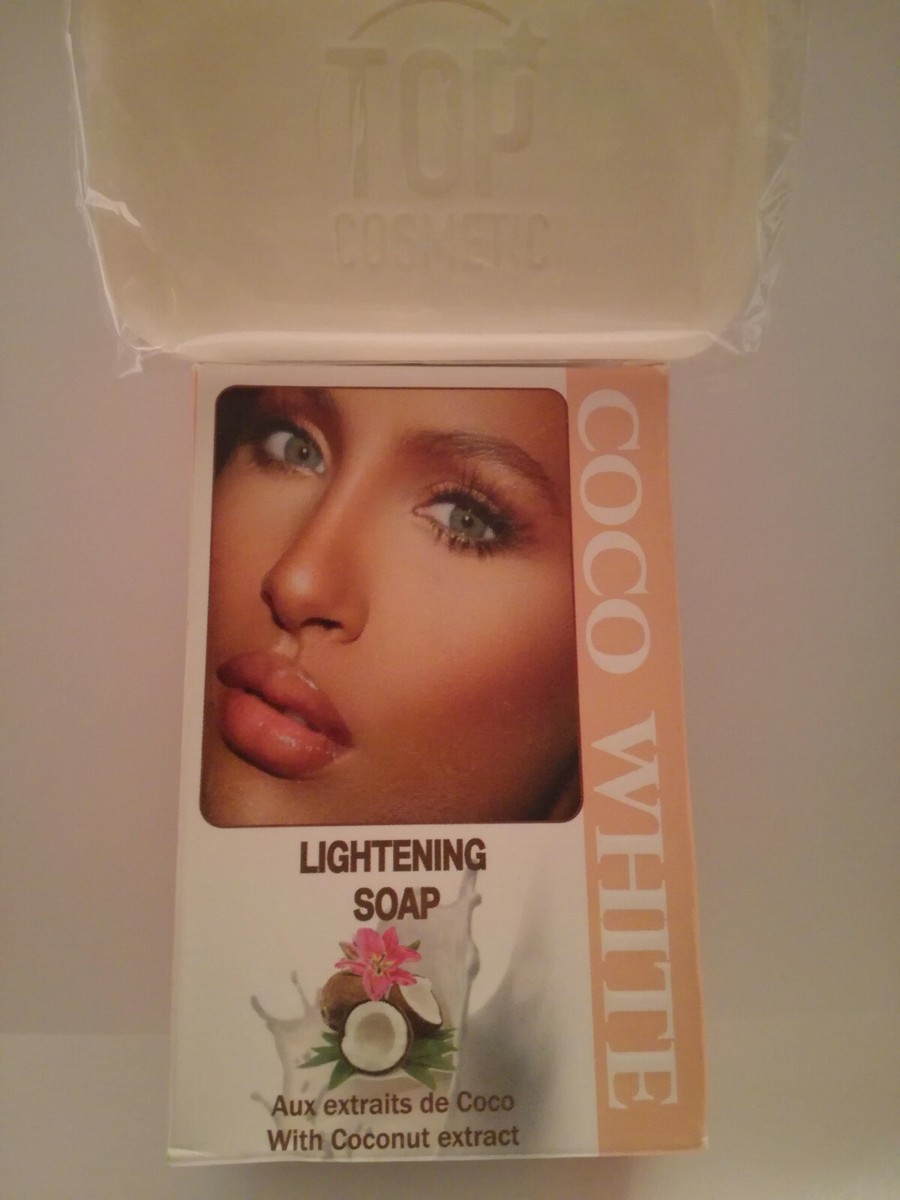 TOP
COSMETIC
COCO WHITE
LIGHTENING
SOAP
Aux extraits de Coco
With Coconut extract